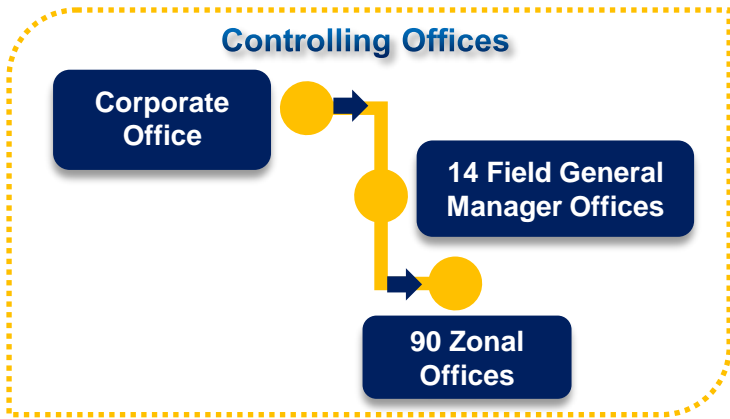 Controlling Offices
Corporate
Office
14 Field General
Manager Offices
90 Zonal
Offices